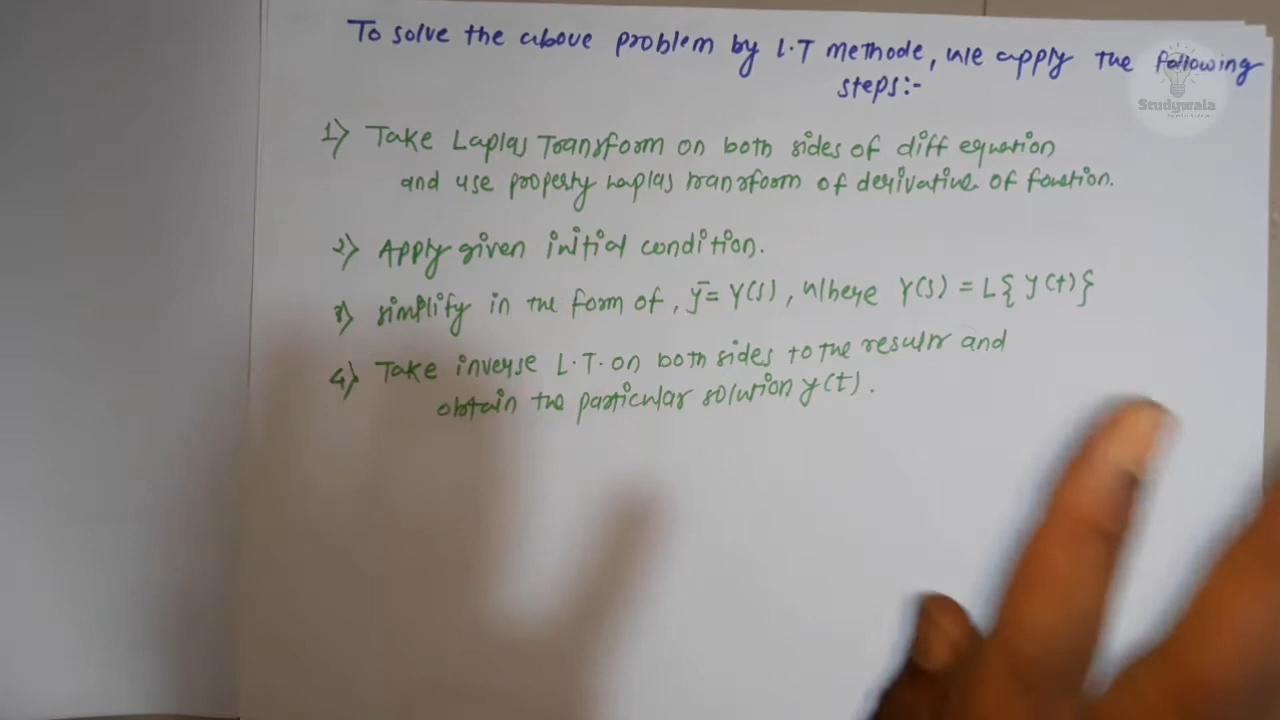 To solve the above problem by L.T methode, we apply the following
steps:-
1) Take Laplas Transform on both sides of diff equation
and use property Laplas transform of derivative of fouction.
2) Apply given initial condition.
3) simplify in the form of, ȳ = Y(s), where Y(s) = L{y(t)}
4) Take inverse L.T. on both sides to the result and
obtain the particular solution y(t).
Studywala